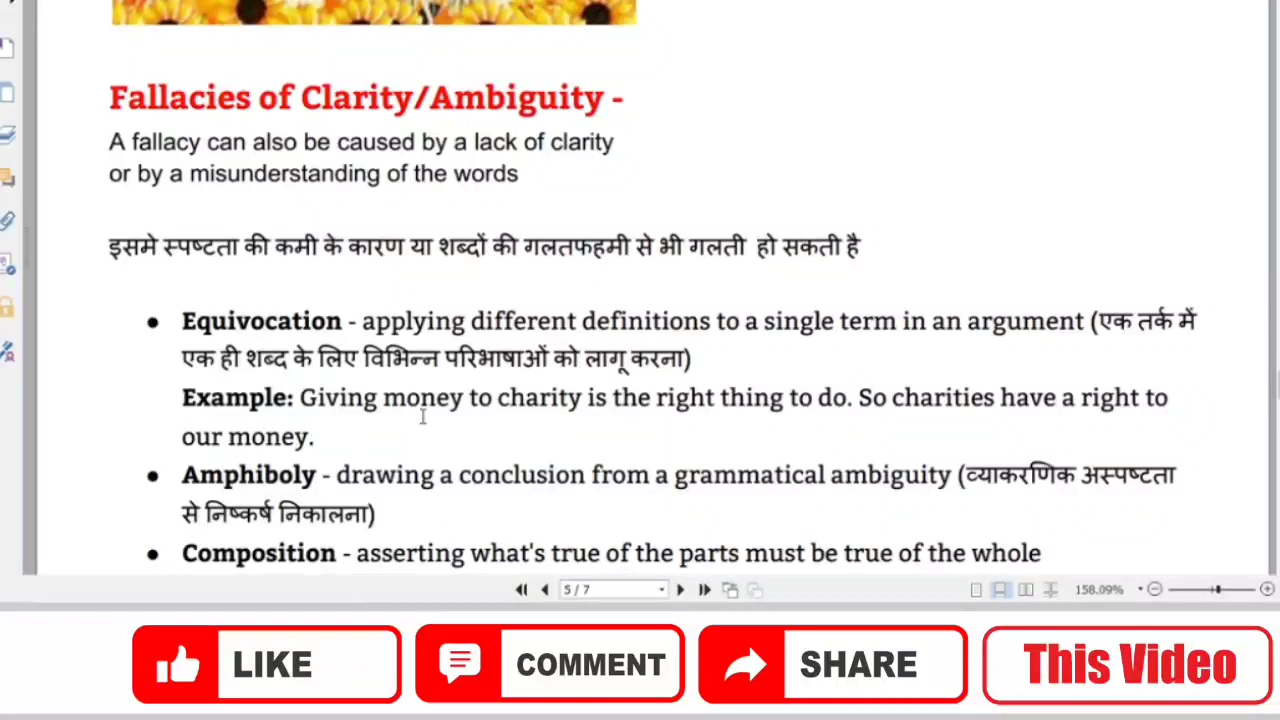 Fallacies of Clarity/Ambiguity -
A fallacy can also be caused by a lack of clarity
or by a misunderstanding of the words
इसमे स्पष्टता की कमी के कारण या शब्दों की गलतफहमी से भी गलती हो सकती है
● Equivocation - applying different definitions to a single term in an argument (एक तर्क में
एक ही शब्द के लिए विभिन्न परिभाषाओं को लागू करना)
Example: Giving money to charity is the right thing to do. So charities have a right to
our money.
● Amphiboly - drawing a conclusion from a grammatical ambiguity (व्याकरणिक अस्पष्टता
से निष्कर्ष निकालना)
● Composition - asserting what's true of the parts must be true of the whole
5 / 7 158.09%
LIKE COMMENT SHARE This Video